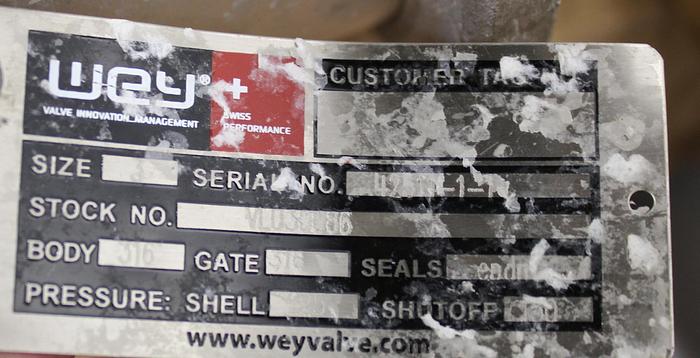 wey® +
VALVE INNOVATION MANAGEMENT
SWISS
PERFORMANCE
CUSTOMER
SIZE SERIAL NO.
STOCK NO.
BODY 316 GATE 316 SEALS
PRESSURE: SHELL SHUTOFF
www.weyvalve.com